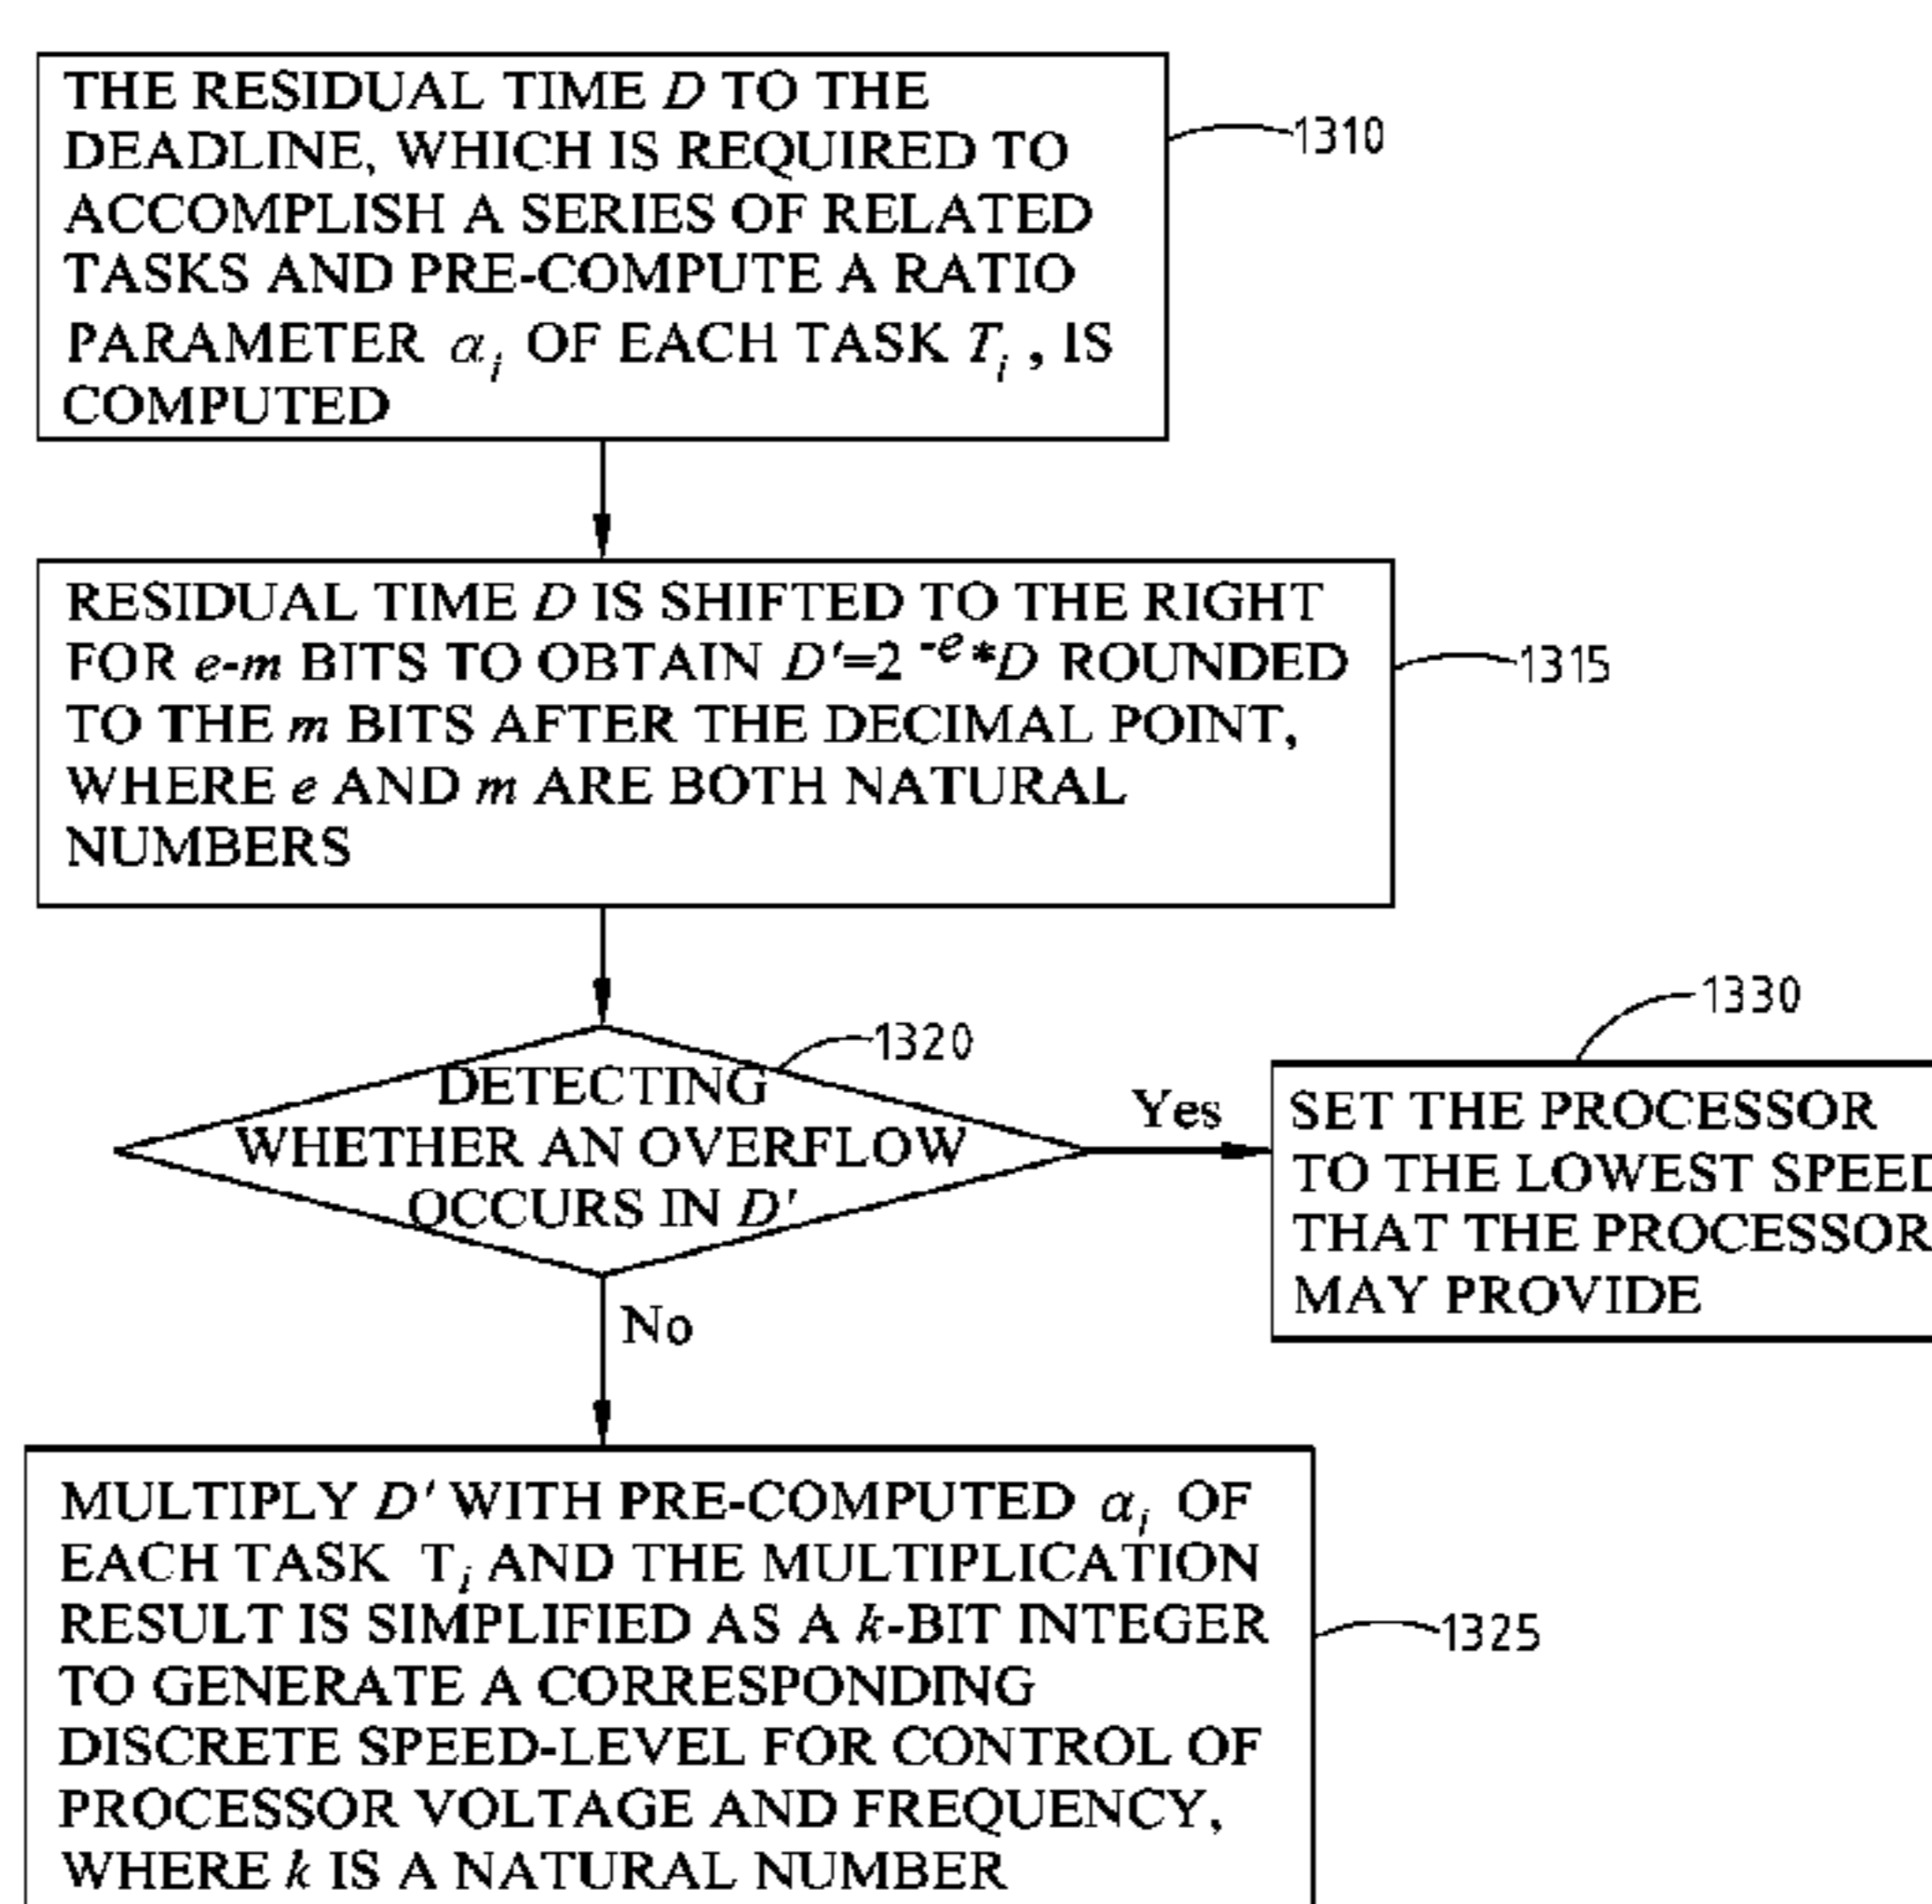 THE RESIDUAL TIME D TO THE
DEADLINE, WHICH IS REQUIRED TO
ACCOMPLISH A SERIES OF RELATED
TASKS AND PRE-COMPUTE A RATIO
PARAMETER αi OF EACH TASK Ti , IS
COMPUTED
1310
RESIDUAL TIME D IS SHIFTED TO THE RIGHT
FOR e-m BITS TO OBTAIN D'=2^-e*D ROUNDED
TO THE m BITS AFTER THE DECIMAL POINT,
WHERE e AND m ARE BOTH NATURAL
NUMBERS
1315
DETECTING
WHETHER AN OVERFLOW
OCCURS IN D'
1320
Yes
No
1330
SET THE PROCESSOR
TO THE LOWEST SPEED
THAT THE PROCESSOR
MAY PROVIDE
MULTIPLY D' WITH PRE-COMPUTED αi OF
EACH TASK Ti AND THE MULTIPLICATION
RESULT IS SIMPLIFIED AS A k-BIT INTEGER
TO GENERATE A CORRESPONDING
DISCRETE SPEED-LEVEL FOR CONTROL OF
PROCESSOR VOLTAGE AND FREQUENCY,
WHERE k IS A NATURAL NUMBER
1325